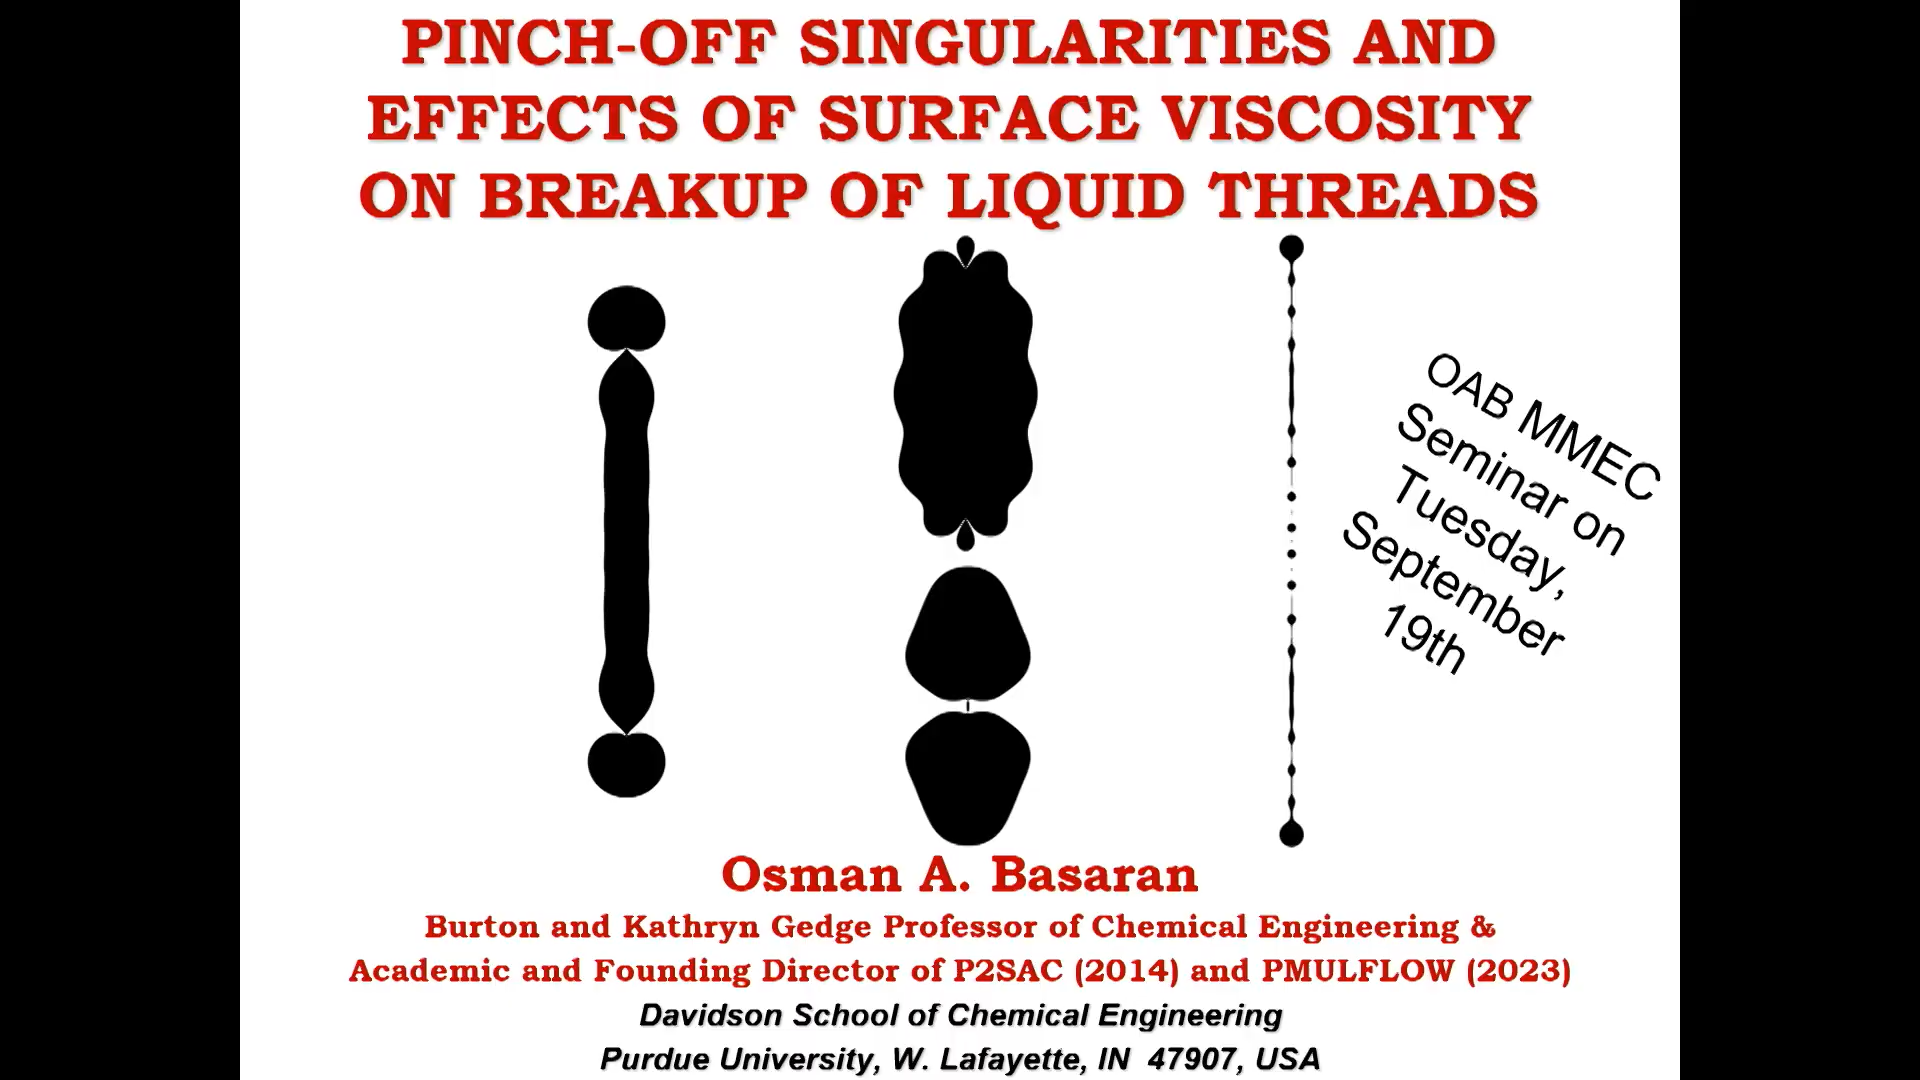 PINCH-OFF SINGULARITIES AND
EFFECTS OF SURFACE VISCOSITY
ON BREAKUP OF LIQUID THREADS
OAB MMEC
Seminar on
Tuesday,
September
19th
Osman A. Basaran
Burton and Kathryn Gedge Professor of Chemical Engineering &
Academic and Founding Director of P2SAC (2014) and PMULFLOW (2023)
Davidson School of Chemical Engineering
Purdue University, W. Lafayette, IN 47907, USA